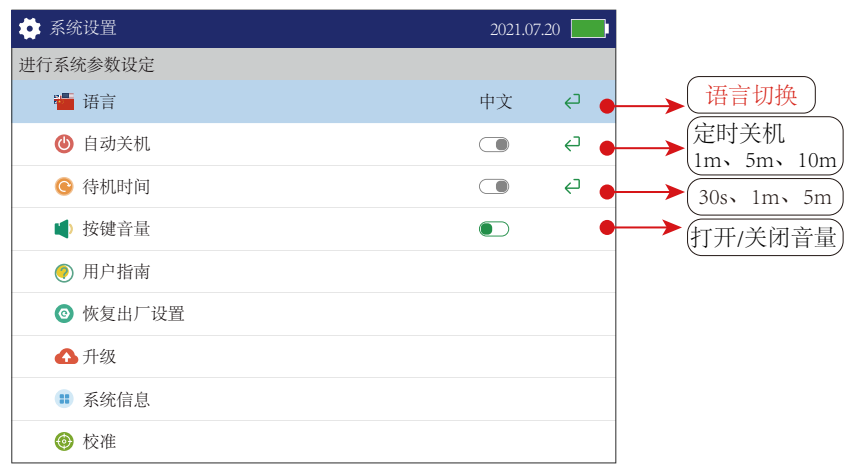 系统设置
2021.07.20
进行系统参数设定
语言
中文
语言切换
自动关机
定时关机
1m、5m、10m
待机时间
30s、1m、5m
按键音量
打开/关闭音量
用户指南
恢复出厂设置
升级
系统信息
校准